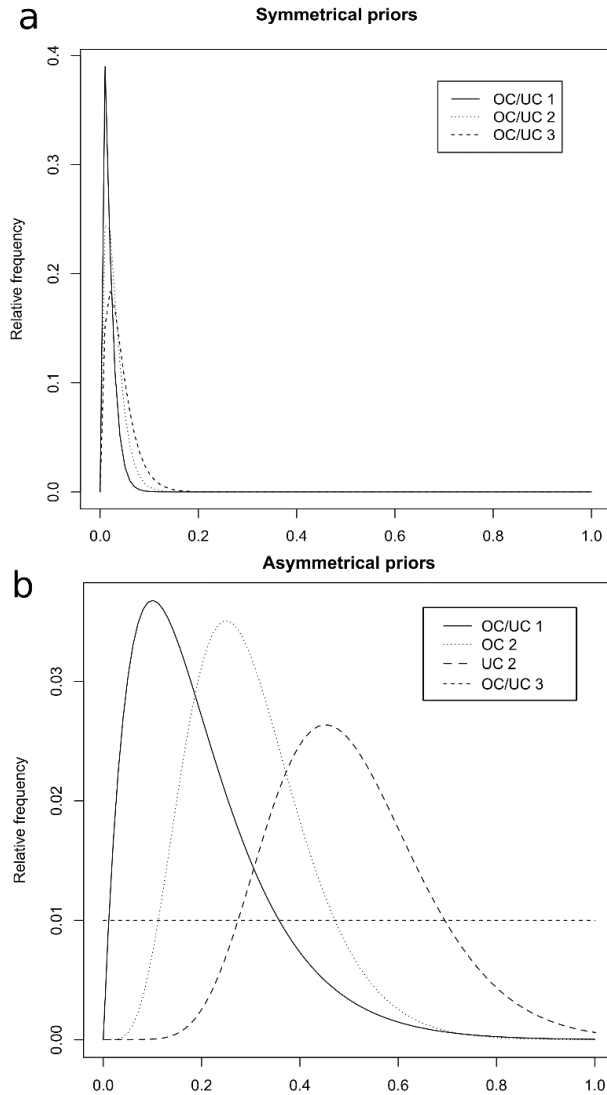 a
Symmetrical priors
OC/UC 1
OC/UC 2
OC/UC 3
Relative frequency
0.4
0.3
0.2
0.1
0.0
0.0 0.2 0.4 0.6 0.8 1.0
b
Asymmetrical priors
OC/UC 1
OC 2
UC 2
OC/UC 3
Relative frequency
0.03
0.02
0.01
0.00
0.0 0.2 0.4 0.6 0.8 1.0